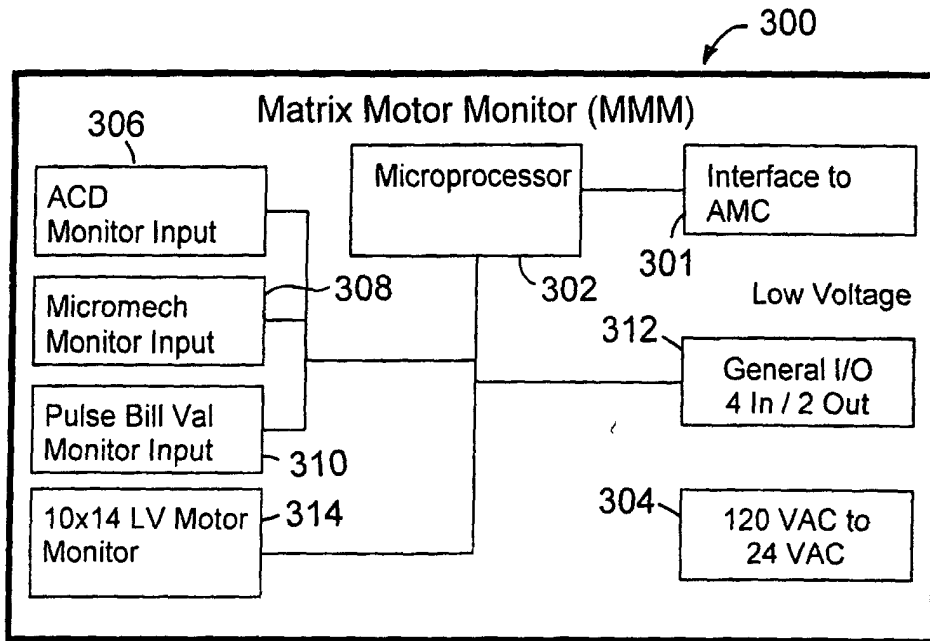 300
Matrix Motor Monitor (MMM)
306
ACD
Monitor Input
Microprocessor
302
Interface to
AMC
301
Micromech
Monitor Input
308
Low Voltage
312
General I/O
4 In / 2 Out
Pulse Bill Val
Monitor Input
310
10x14 LV Motor
Monitor
314
304
120 VAC to
24 VAC